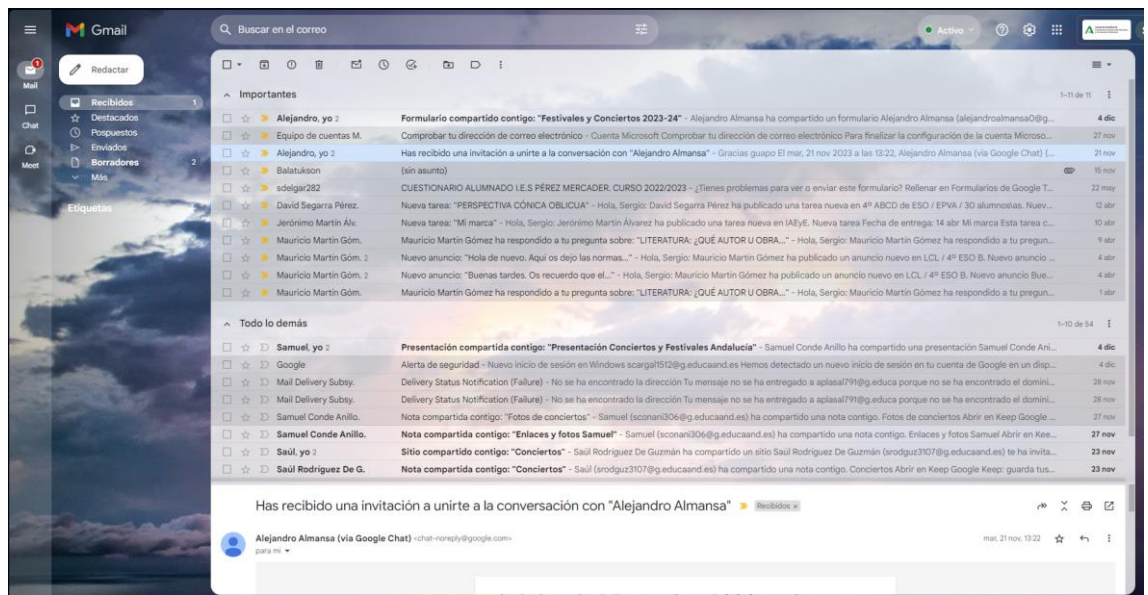 Gmail
Buscar en el correo
Activo
1
Mail
Chat
Meet
Redactar
Recibidos 1
Destacados
Pospuestos
Enviados
Borradores 2
Más
Etiquetas
Importantes 1–11 de 11
Alejandro, yo 2 Formulario compartido contigo: "Festivales y Conciertos 2023-24" - Alejandro Almansa ha compartido un formulario Alejandro Almansa (alejandroalmansa0@g... 4 dic
Equipo de cuentas M. Comprobar tu dirección de correo electrónico - Cuenta Microsoft Comprobar tu dirección de correo electrónico Para finalizar la configuración de la cuenta Microso... 27 nov
Alejandro, yo 2 Has recibido una invitación a unirte a la conversación con "Alejandro Almansa" - Gracias guapo El mar, 21 nov 2023 a las 13:22, Alejandro Almansa (via Google Chat) (... 21 nov
Balatukson (sin asunto) 15 nov
sdelgar282 CUESTIONARIO ALUMNADO I.E.S PÉREZ MERCADER. CURSO 2022/2023 - ¿Tienes problemas para ver o enviar este formulario? Rellenar en Formularios de Google T... 22 may
David Segarra Pérez. Nueva tarea: "PERSPECTIVA CÓNICA OBLICUA" - Hola, Sergio: David Segarra Pérez ha publicado una tarea nueva en 4º ABCD de ESO / EPVA / 30 alumnos\as. Nuev... 12 abr
Jerónimo Martín Álv. Nueva tarea: "Mi marca" - Hola, Sergio: Jerónimo Martín Álvarez ha publicado una tarea nueva en IAEyE. Nueva tarea Fecha de entrega: 14 abr Mi marca Esta tarea c... 10 abr
Mauricio Martín Góm. Mauricio Martín Gómez ha respondido a tu pregunta sobre: "LITERATURA: ¿QUÉ AUTOR U OBRA..." - Hola, Sergio: Mauricio Martín Gómez ha respondido a tu pregun... 9 abr
Mauricio Martín Góm. 2 Nuevo anuncio: "Hola de nuevo. Aquí os dejo las normas..." - Hola, Sergio: Mauricio Martín Gómez ha publicado un anuncio nuevo en LCL / 4º ESO B. Nuevo anuncio ... 4 abr
Mauricio Martín Góm. 2 Nuevo anuncio: "Buenas tardes. Os recuerdo que el..." - Hola, Sergio: Mauricio Martín Gómez ha publicado un anuncio nuevo en LCL / 4º ESO B. Nuevo anuncio Bue... 4 abr
Mauricio Martín Góm. Mauricio Martín Gómez ha respondido a tu pregunta sobre: "LITERATURA: ¿QUÉ AUTOR U OBRA..." - Hola, Sergio: Mauricio Martín Gómez ha respondido a tu pregun... 1 abr
Todo lo demás 1–10 de 54
Samuel, yo 2 Presentación compartida contigo: "Presentación Conciertos y Festivales Andalucía" - Samuel Conde Anillo ha compartido una presentación Samuel Conde Ani... 4 dic
Google Alerta de seguridad - Nuevo inicio de sesión en Windows scargal1512@g.educaand.es Hemos detectado un nuevo inicio de sesión en tu cuenta de Google en un disp... 4 dic
Mail Delivery Subsy. Delivery Status Notification (Failure) - No se ha encontrado la dirección Tu mensaje no se ha entregado a aplasal791@g.educa porque no se ha encontrado el domini... 28 nov
Mail Delivery Subsy. Delivery Status Notification (Failure) - No se ha encontrado la dirección Tu mensaje no se ha entregado a aplasal791@g.educa porque no se ha encontrado el domini... 28 nov
Samuel Conde Anillo. Nota compartida contigo: "Fotos de conciertos" - Samuel (sconani306@g.educaand.es) ha compartido una nota contigo. Fotos de conciertos Abrir en Keep Google ... 27 nov
Samuel Conde Anillo. Nota compartida contigo: "Enlaces y fotos Samuel" - Samuel (sconani306@g.educaand.es) ha compartido una nota contigo. Enlaces y fotos Samuel Abrir en Kee... 27 nov
Saúl, yo 2 Sitio compartido contigo: "Conciertos" - Saúl Rodríguez De Guzmán ha compartido un sitio Saúl Rodríguez De Guzmán (srodguz3107@g.educaand.es) te ha invita... 23 nov
Saúl Rodríguez De G. Nota compartida contigo: "Conciertos" - Saúl (srodguz3107@g.educaand.es) ha compartido una nota contigo. Conciertos Abrir en Keep Google Keep: guarda tus... 23 nov
Has recibido una invitación a unirte a la conversación con "Alejandro Almansa" Recibidos x
Alejandro Almansa (via Google Chat) <chat-noreply@google.com> mar, 21 nov, 13:22
para mi